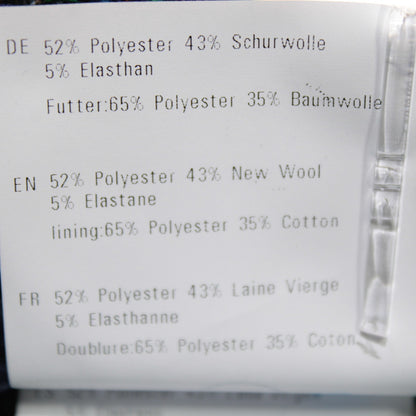 DE 52% Polyester 43% Schurwolle
5% Elasthan
Futter:65% Polyester 35% Baumwolle
EN 52% Polyester 43% New Wool
5% Elastane
lining:65% Polyester 35% Cotton
FR 52% Polyester 43% Laine Vierge
5% Elasthanne
Doublure:65% Polyester 35% Coton